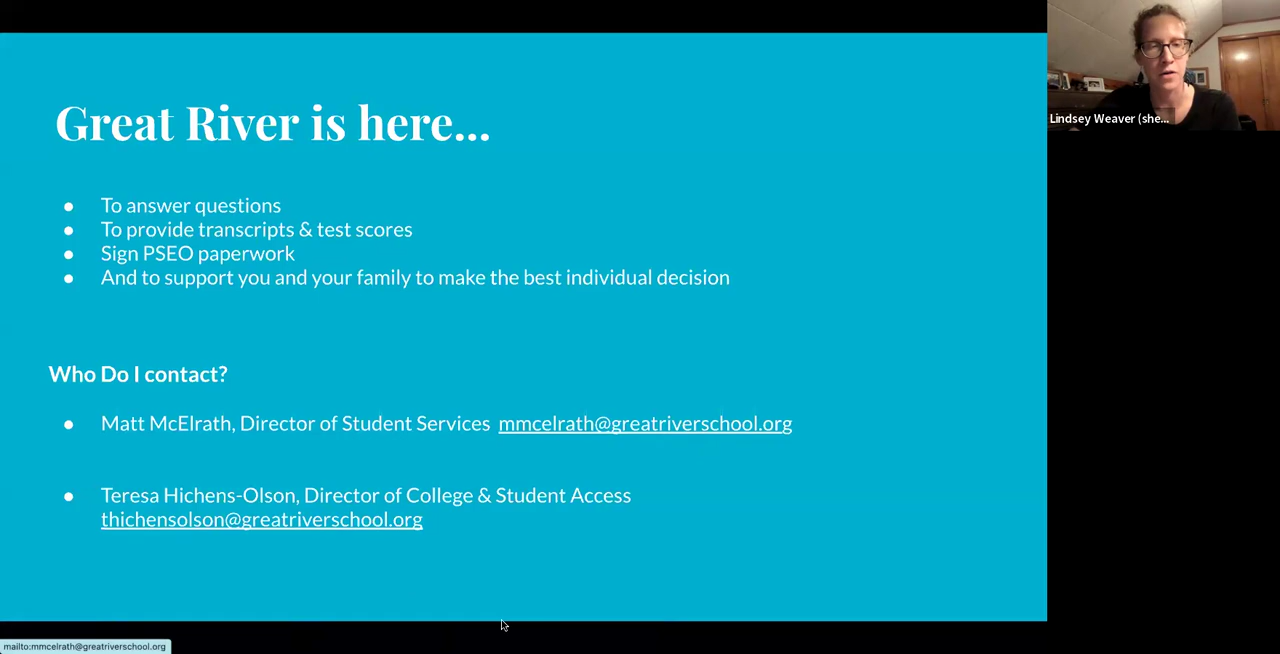 Great River is here...
● To answer questions
● To provide transcripts & test scores
● Sign PSEO paperwork
● And to support you and your family to make the best individual decision
Who Do I contact?
● Matt McElrath, Director of Student Services mmcelrath@greatriverschool.org
● Teresa Hichens-Olson, Director of College & Student Access
thichensolson@greatriverschool.org
Lindsey Weaver (she...
mailto:mmcelrath@greatriverschool.org